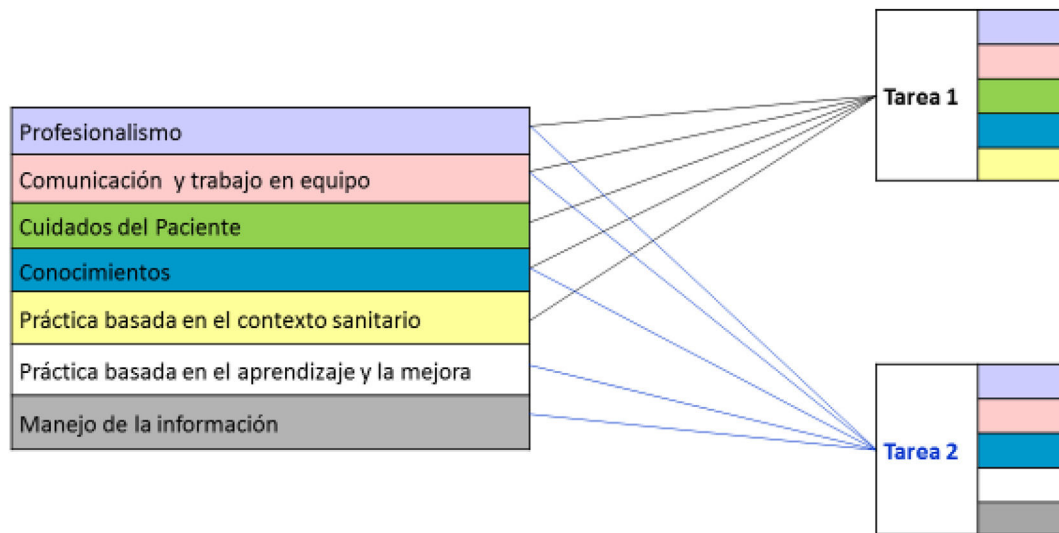 Tarea 1
Profesionalismo
Comunicación y trabajo en equipo
Cuidados del Paciente
Conocimientos
Práctica basada en el contexto sanitario
Práctica basada en el aprendizaje y la mejora
Manejo de la información
Tarea 2